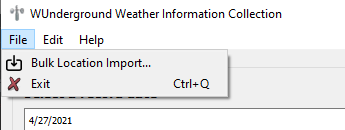 WUnderground Weather Information Collection
File Edit Help
Bulk Location Import...
Exit Ctrl+Q
4/27/2021